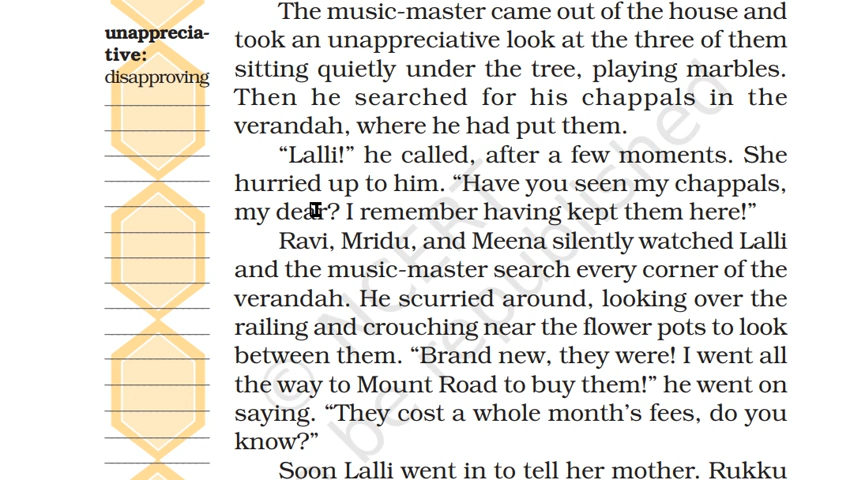 The music-master came out of the house and
unapprecia-
tive:
disapproving
took an unappreciative look at the three of them
sitting quietly under the tree, playing marbles.
Then he searched for his chappals in the
verandah, where he had put them.
“Lalli!” he called, after a few moments. She
hurried up to him. “Have you seen my chappals,
my dear? I remember having kept them here!”
Ravi, Mridu, and Meena silently watched Lalli
and the music-master search every corner of the
verandah. He scurried around, looking over the
railing and crouching near the flower pots to look
between them. “Brand new, they were! I went all
the way to Mount Road to buy them!” he went on
saying. “They cost a whole month’s fees, do you
know?”
Soon Lalli went in to tell her mother. Rukku
© NCERT
be republished